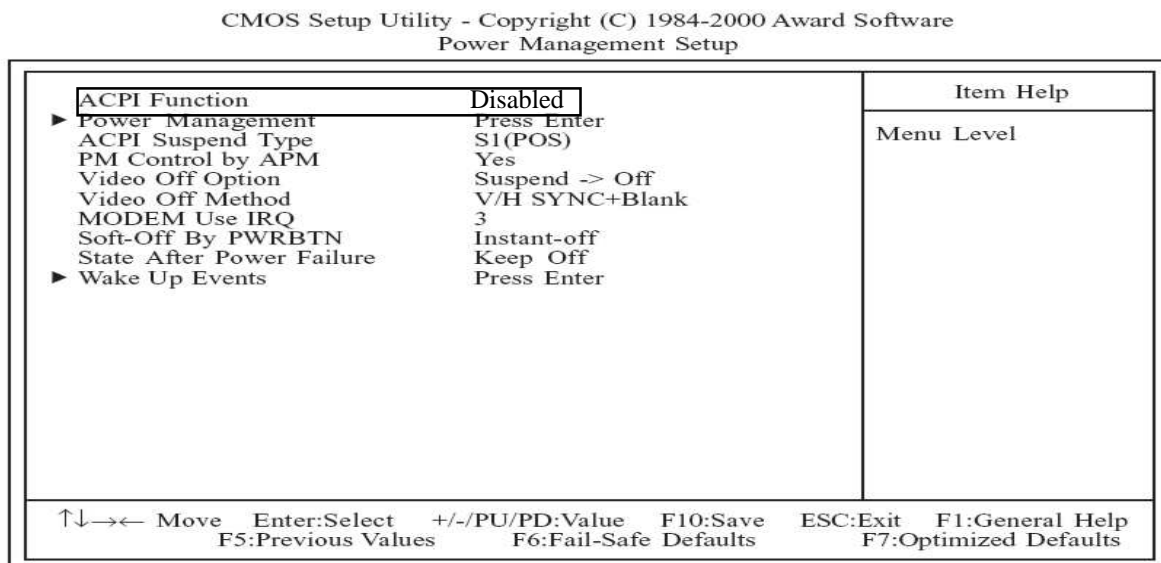 CMOS Setup Utility - Copyright (C) 1984-2000 Award Software
Power Management Setup
ACPI Function Disabled
► Power Management Press Enter
ACPI Suspend Type S1(POS)
PM Control by APM Yes
Video Off Option Suspend -> Off
Video Off Method V/H SYNC+Blank
MODEM Use IRQ 3
Soft-Off By PWRBTN Instant-off
State After Power Failure Keep Off
► Wake Up Events Press Enter
Item Help
Menu Level
↑↓→← Move Enter:Select +/-/PU/PD:Value F10:Save ESC:Exit F1:General Help
F5:Previous Values F6:Fail-Safe Defaults F7:Optimized Defaults